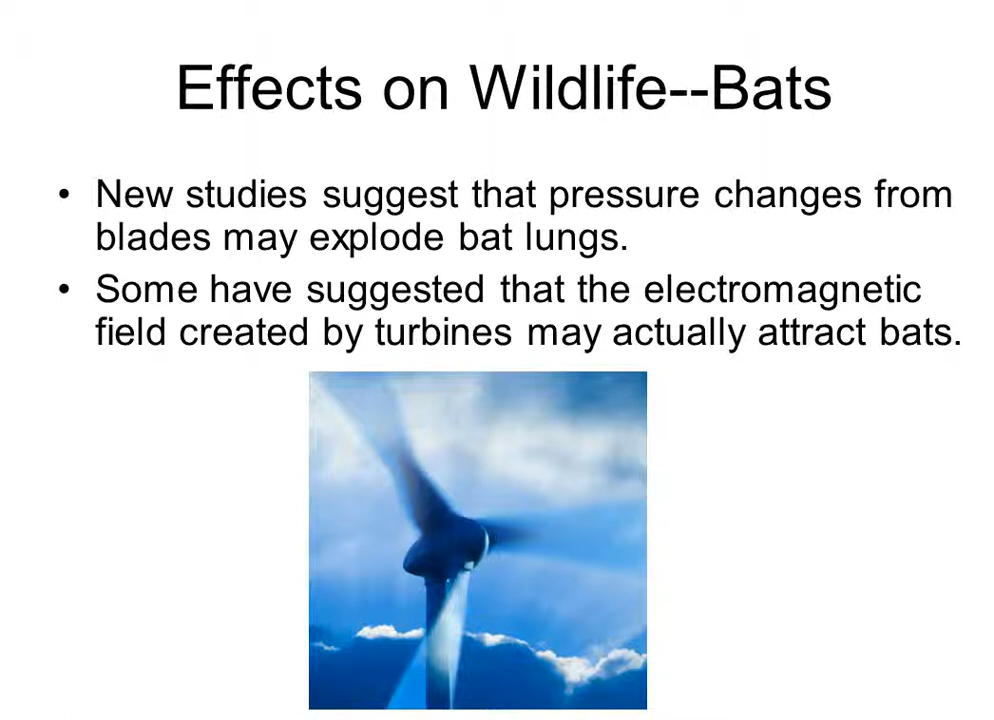 Effects on Wildlife--Bats
• New studies suggest that pressure changes from
blades may explode bat lungs.
• Some have suggested that the electromagnetic
field created by turbines may actually attract bats.